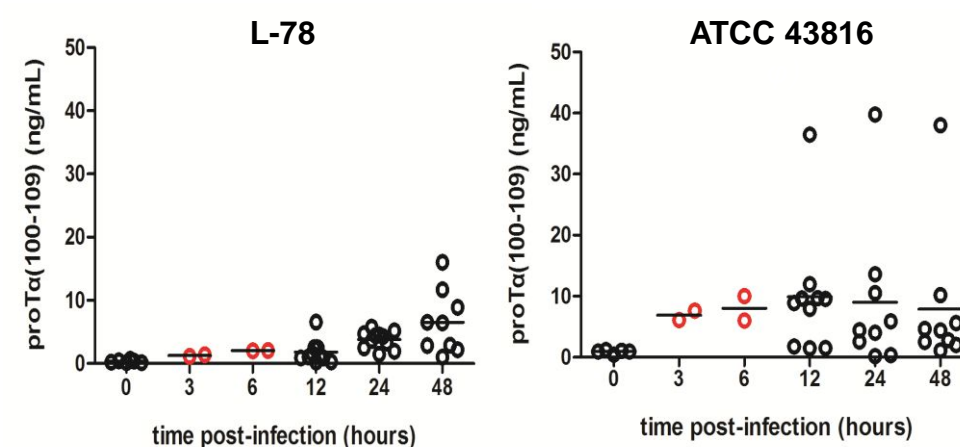 L-78
proTα(100-109) (ng/mL)
50
40
30
20
10
0
0 3 6 12 24 48
time post-infection (hours)
ATCC 43816
proTα(100-109) (ng/mL)
50
40
30
20
10
0
0 3 6 12 24 48
time post-infection (hours)